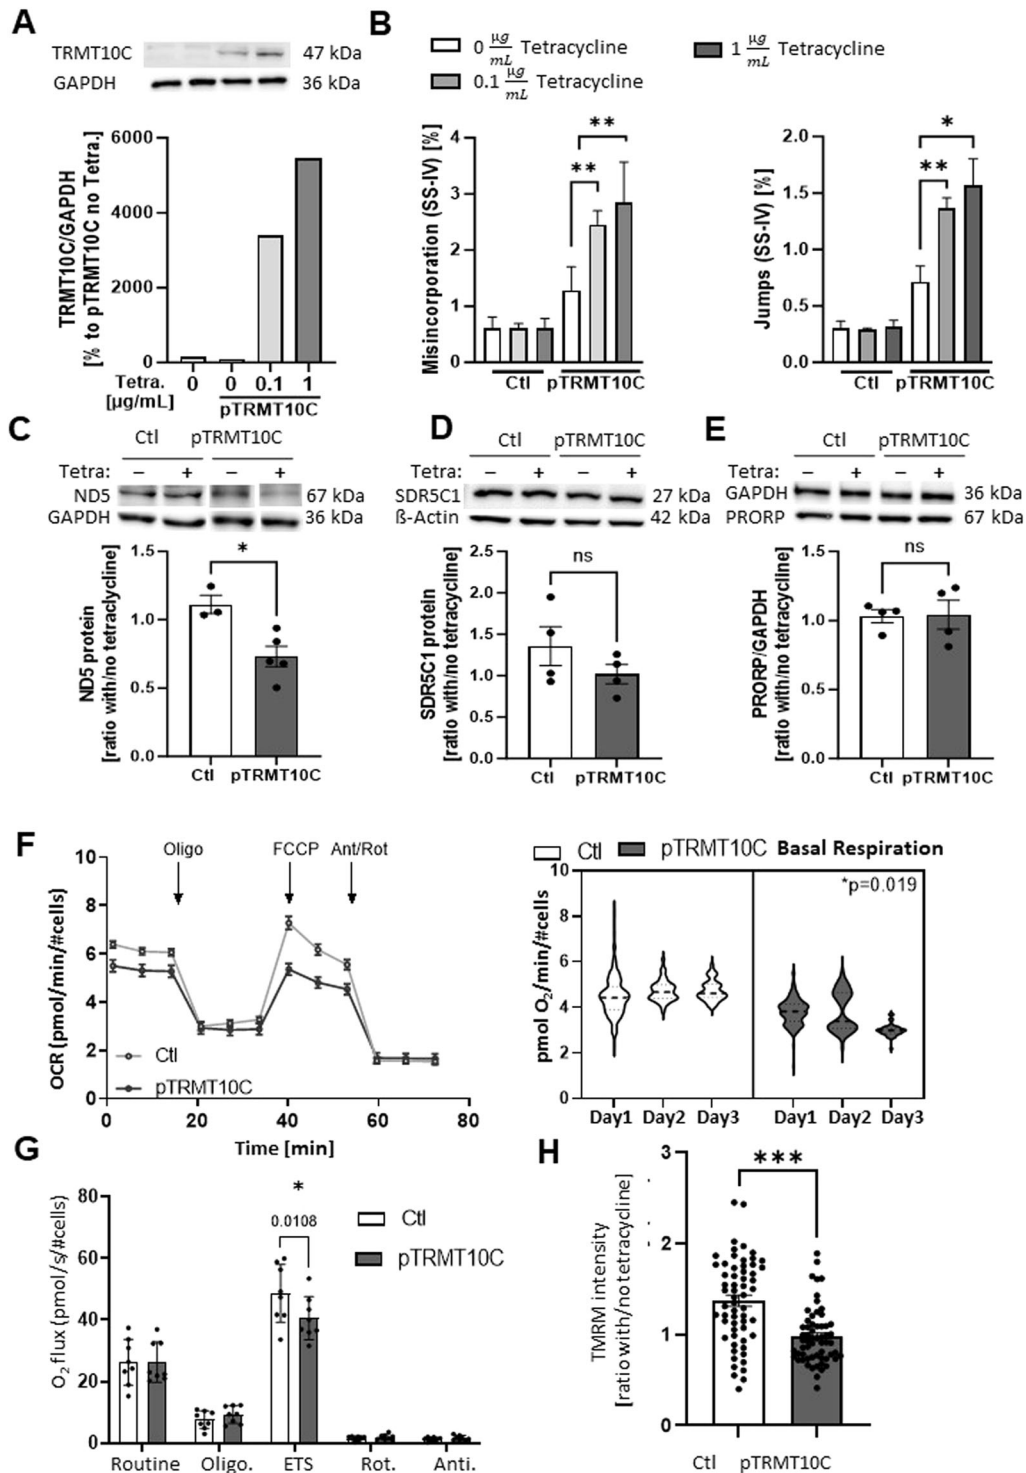 A
TRMT10C 47 kDa
GAPDH 36 kDa
TRMT10C/GAPDH
[% to pTRMT10C no Tetra.]
6000
4000
2000
0
Tetra. 0 0 0.1 1
[µg/mL] pTRMT10C
B
0 µg/mL Tetracycline
0.1 µg/mL Tetracycline
1 µg/mL Tetracycline
Misincorporation (SS-IV) [%]
4
3
2
1
0
**
**
Ctl pTRMT10C
Jumps (SS-IV) [%]
2.0
1.5
1.0
0.5
0.0
*
**
Ctl pTRMT10C
C
Ctl pTRMT10C
Tetra: – + – +
ND5 67 kDa
GAPDH 36 kDa
ND5 protein
[ratio with/no tetraclycline]
1.5
1.0
0.5
0.0
*
Ctl pTRMT10C
D
Ctl pTRMT10C
Tetra: – + – +
SDR5C1 27 kDa
ß-Actin 42 kDa
SDR5C1 protein
[ratio with/no tetracycline]
2.5
2.0
1.5
1.0
0.5
0.0
ns
Ctl pTRMT10C
E
Ctl pTRMT10C
Tetra: – + – +
GAPDH 36 kDa
PRORP 67 kDa
PRORP/GAPDH
[ratio with/no tetracycline]
1.5
1.0
0.5
0.0
ns
Ctl pTRMT10C
F
Oligo FCCP Ant/Rot
OCR (pmol/min/#cells)
10
8
6
4
2
0
Ctl
pTRMT10C
0 20 40 60 80
Time [min]
Ctl pTRMT10C Basal Respiration
*p=0.019
pmol O2/min/#cells
10
8
6
4
2
0
Day1 Day2 Day3 Day1 Day2 Day3
G
O2 flux (pmol/s/#cells)
80
60
40
20
0
*
0.0108
Ctl
pTRMT10C
Routine Oligo. ETS Rot. Anti.
H
TMRM intensity
[ratio with/no tetracycline]
3
2
1
0
***
Ctl pTRMT10C